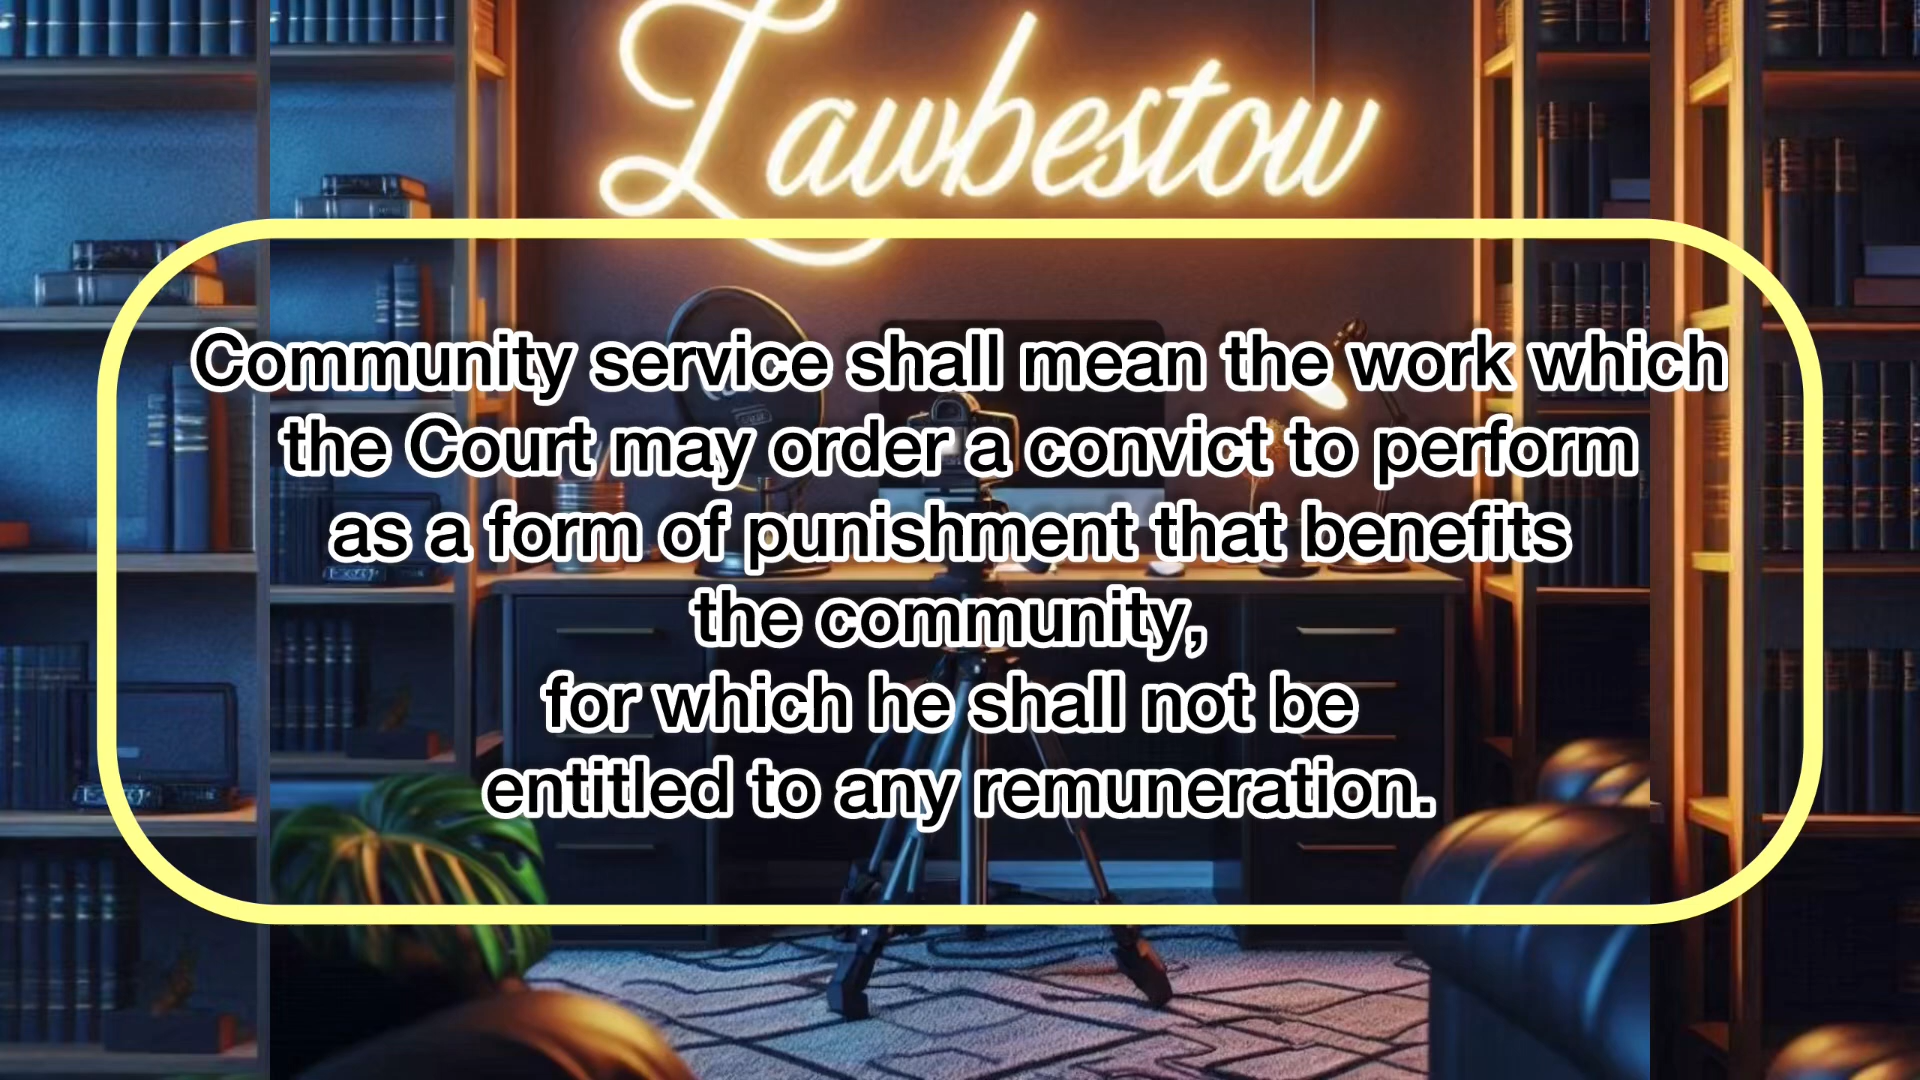 Lawbestow
Community service shall mean the work which
the Court may order a convict to perform
as a form of punishment that benefits
the community,
for which he shall not be
entitled to any remuneration.